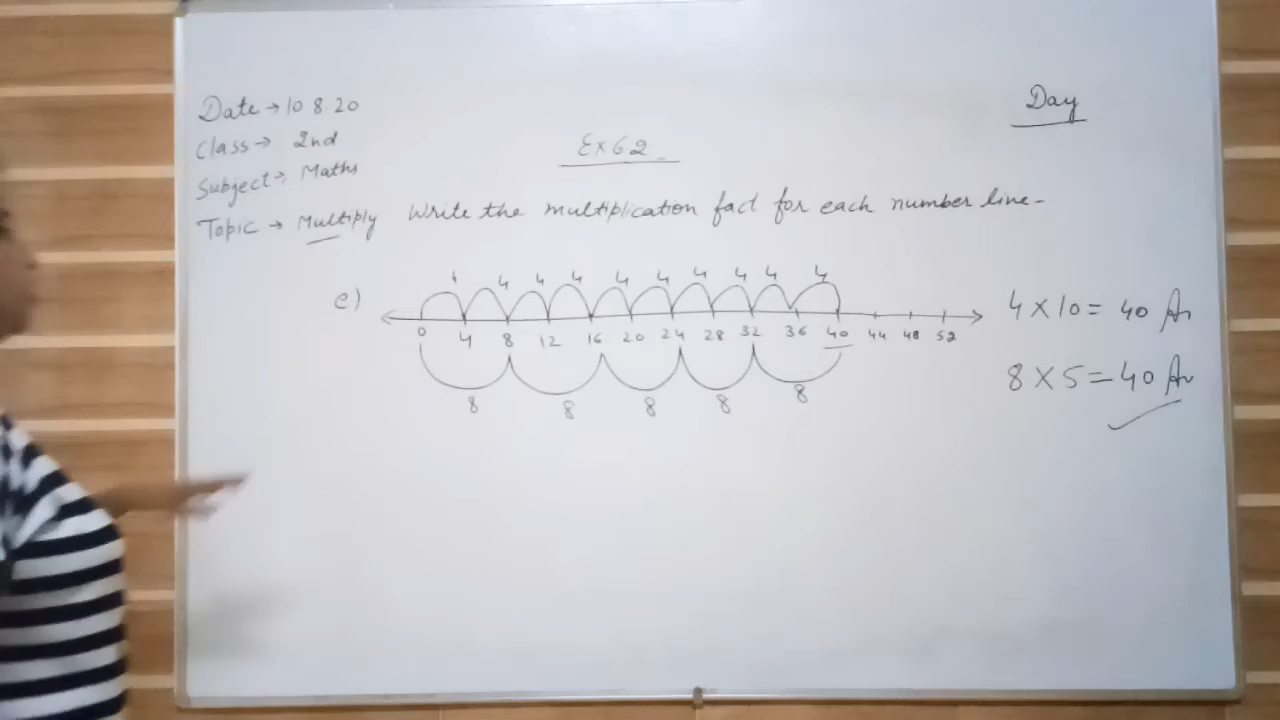 Date → 10 8 20
Day
Class → 2nd
Ex 6 2
Subject → Maths
Topic → Multiply Write the multiplication fact for each number line-
4 4 4 4 4 4 4 4 4 4
e)
0 4 8 12 16 20 24 28 32 36 40 44 48 52
4 × 10 = 40 An
8 × 5 = 40 An
8 8 8 8 8